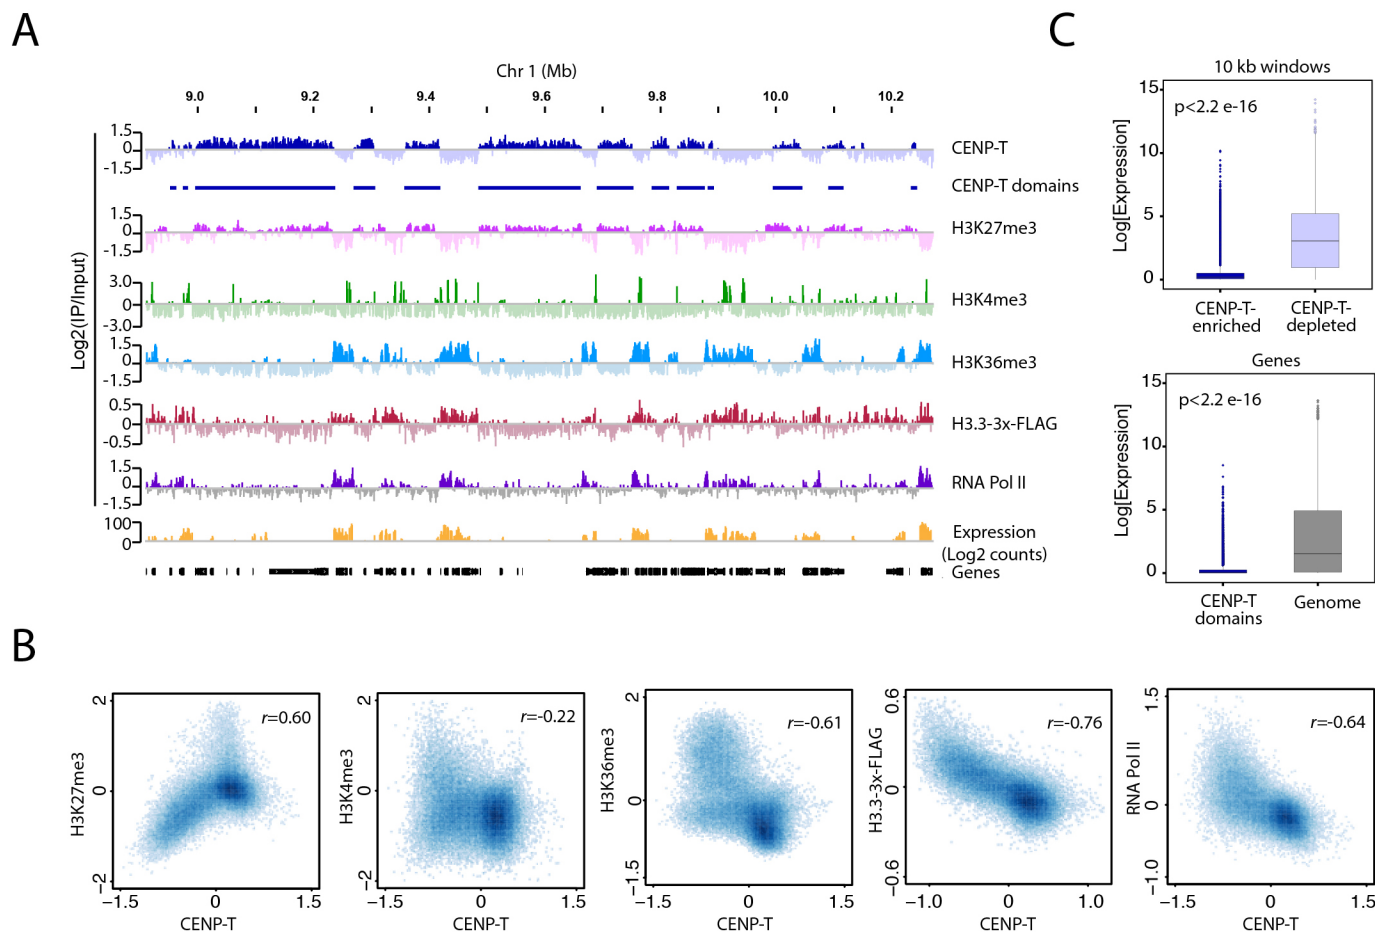 A
Chr 1 (Mb)
9.0 9.2 9.4 9.6 9.8 10.0 10.2
Log2(IP/Input)
1.5
0
-1.5
CENP-T
CENP-T domains
1.5
0
-1.5
H3K27me3
3.0
0
-3.0
H3K4me3
1.5
0
-1.5
H3K36me3
0.5
0
-0.5
H3.3-3x-FLAG
1.5
0
-1.5
RNA Pol II
100
0
Expression
(Log2 counts)
Genes
C
10 kb windows
p<2.2 e-16
Log[Expression]
15
10
5
0
CENP-T-
enriched
CENP-T-
depleted
Genes
p<2.2 e-16
Log[Expression]
15
10
5
0
CENP-T
domains
Genome
B
r=0.60
H3K27me3
2
0
−2
−1.5 0 1.5
CENP-T
r=-0.22
H3K4me3
2
0
−2
−1.5 0 1.5
CENP-T
r=-0.61
H3K36me3
2
0
−1.5
−1.5 0 1.5
CENP-T
r=-0.76
H3.3-3x-FLAG
0.6
0
−0.6
−1.0 0 1.0
CENP-T
r=-0.64
RNA Pol II
1.5
0
−1.0
−1.5 0 1.5
CENP-T